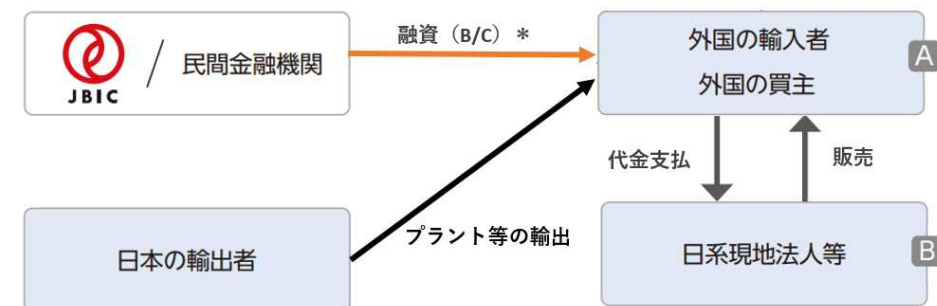 JBIC
/
民間金融機関
融資（B/C）＊
外国の輸入者
外国の買主
A
代金支払
販売
プラント等の輸出
日本の輸出者
日系現地法人等
B